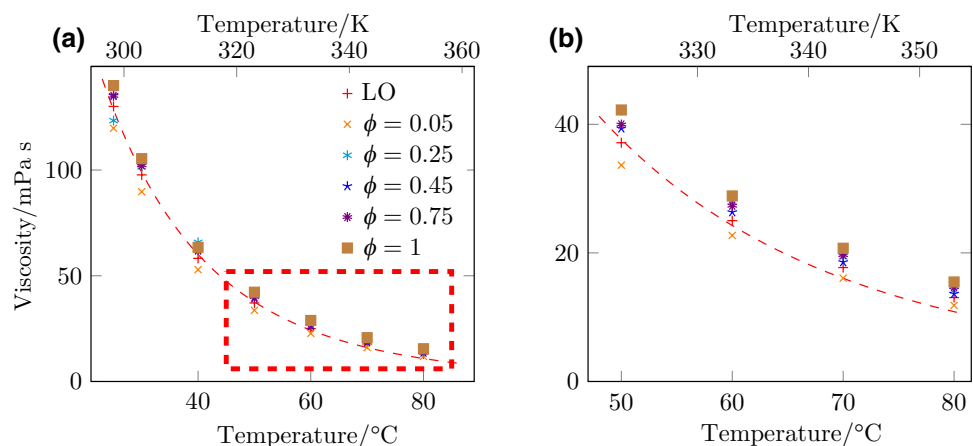 (a)
Temperature/K
300 320 340 360
Viscosity/mPa s
100
50
0
LO
ϕ = 0.05
ϕ = 0.25
ϕ = 0.45
ϕ = 0.75
ϕ = 1
40 60 80
Temperature/°C
(b)
Temperature/K
330 340 350
40
20
0
50 60 70 80
Temperature/°C